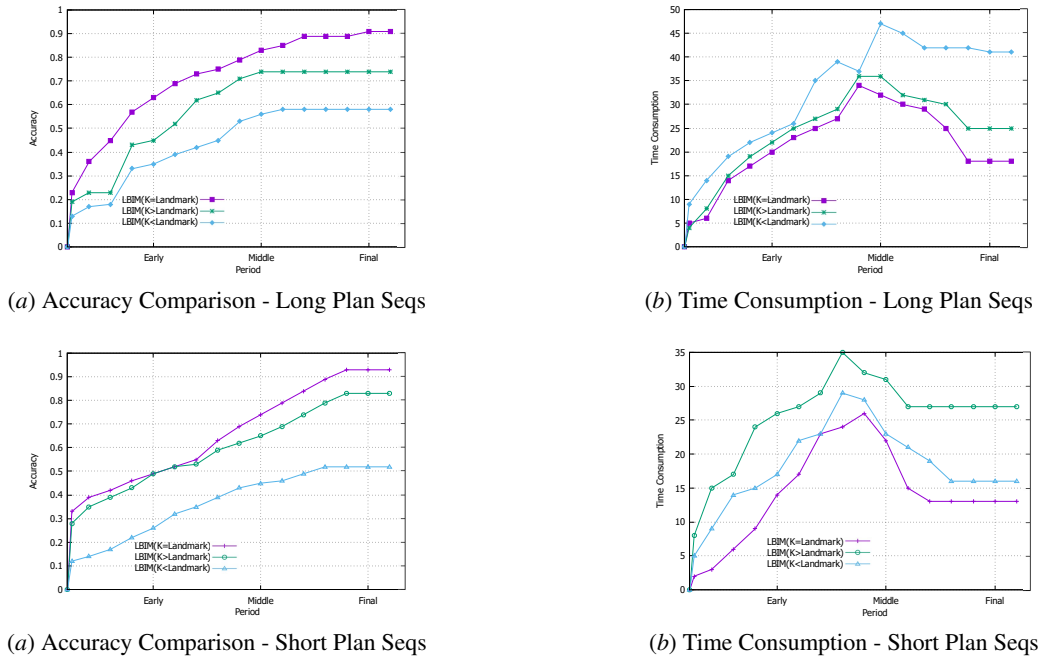 1
0.9
0.8
0.7
0.6
0.5
0.4
0.3
0.2
0.1
0
Accuracy
LBIM(K=Landmark)
LBIM(K>Landmark)
LBIM(K<Landmark)
Early Middle Final
Period
(a) Accuracy Comparison - Long Plan Seqs
50
45
40
35
30
25
20
15
10
5
0
Time Consumption
LBIM(K=Landmark)
LBIM(K>Landmark)
LBIM(K<Landmark)
Early Middle Final
Period
(b) Time Consumption - Long Plan Seqs
1
0.9
0.8
0.7
0.6
0.5
0.4
0.3
0.2
0.1
0
Accuracy
LBIM(K=Landmark)
LBIM(K>Landmark)
LBIM(K<Landmark)
Early Middle Final
Period
(a) Accuracy Comparison - Short Plan Seqs
35
30
25
20
15
10
5
0
Time Consumption
LBIM(K=Landmark)
LBIM(K>Landmark)
LBIM(K<Landmark)
Early Middle Final
Period
(b) Time Consumption - Short Plan Seqs